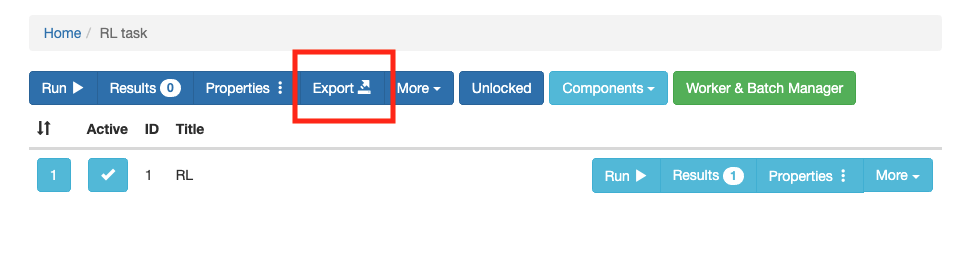 Home / RL task
Run Results 0 Properties Export More Unlocked Components Worker & Batch Manager
Active ID Title
1 1 RL Run Results 1 Properties More